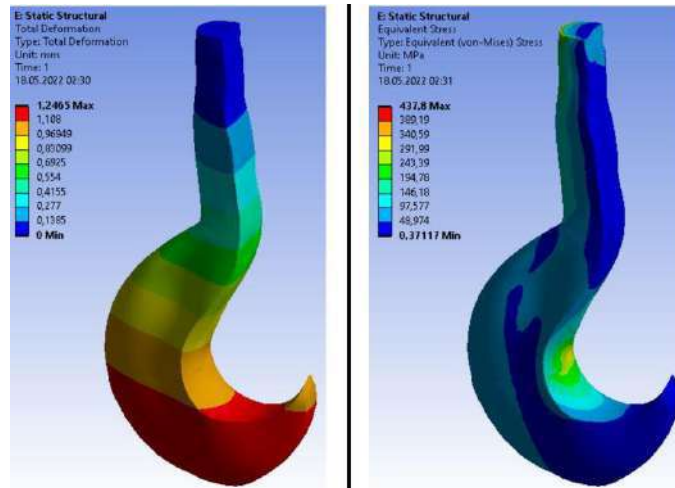 E: Static Structural
Total Deformation
Type: Total Deformation
Unit: mm
Time: 1
18.05.2022 02:30
1,2465 Max
1,108
0,96949
0,83099
0,6925
0,554
0,4155
0,277
0,1385
0 Min
E: Static Structural
Equivalent Stress
Type: Equivalent (von-Mises) Stress
Unit: MPa
Time: 1
18.05.2022 02:31
437,8 Max
389,19
340,59
291,99
243,39
194,78
146,18
97,577
48,974
0,37117 Min